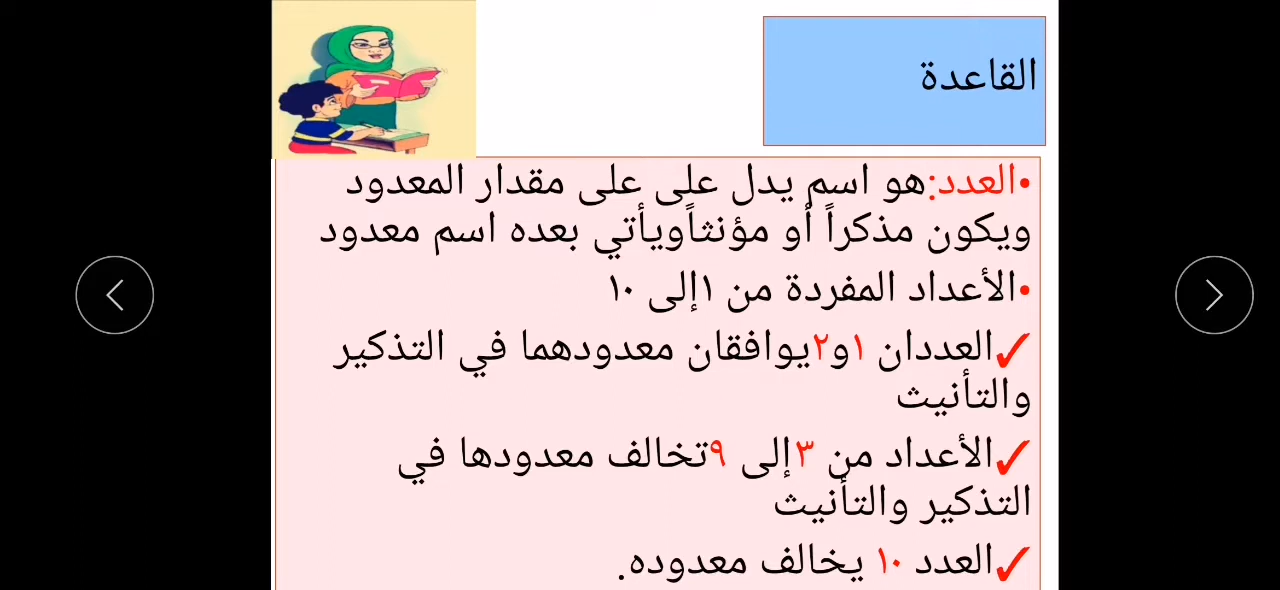 القاعدة
•العدد:هو اسم يدل على على مقدار المعدود
ويكون مذكراً أو مؤنثاًويأتي بعده اسم معدود
•الأعداد المفردة من ١إلى ١٠
✓العددان ١و٢يوافقان معدودهما في التذكير
والتأنيث
✓الأعداد من ٣إلى ٩تخالف معدودها في
التذكير والتأنيث
✓العدد ١٠ يخالف معدوده.